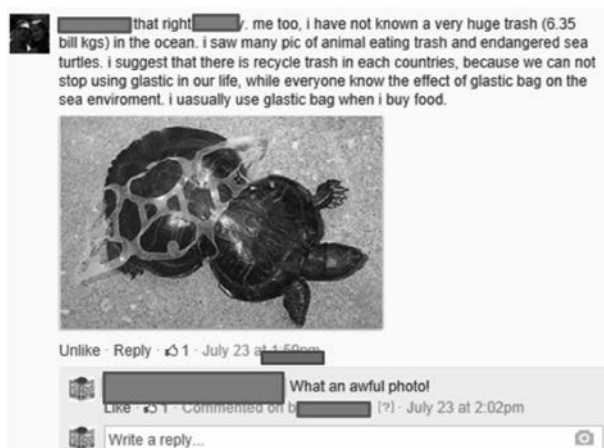 that right y. me too, i have not known a very huge trash (6.35
bill kgs) in the ocean. i saw many pic of animal eating trash and endangered sea
turtles. i suggest that there is recycle trash in each countries, because we can not
stop using glastic in our life, while everyone know the effect of glastic bag on the
sea enviroment. i uasually use glastic bag when i buy food.
Unlike · Reply · 1 · July 23 at 1:59pm
What an awful photo!
Like · 1 · Commented on b [?] · July 23 at 2:02pm
Write a reply...